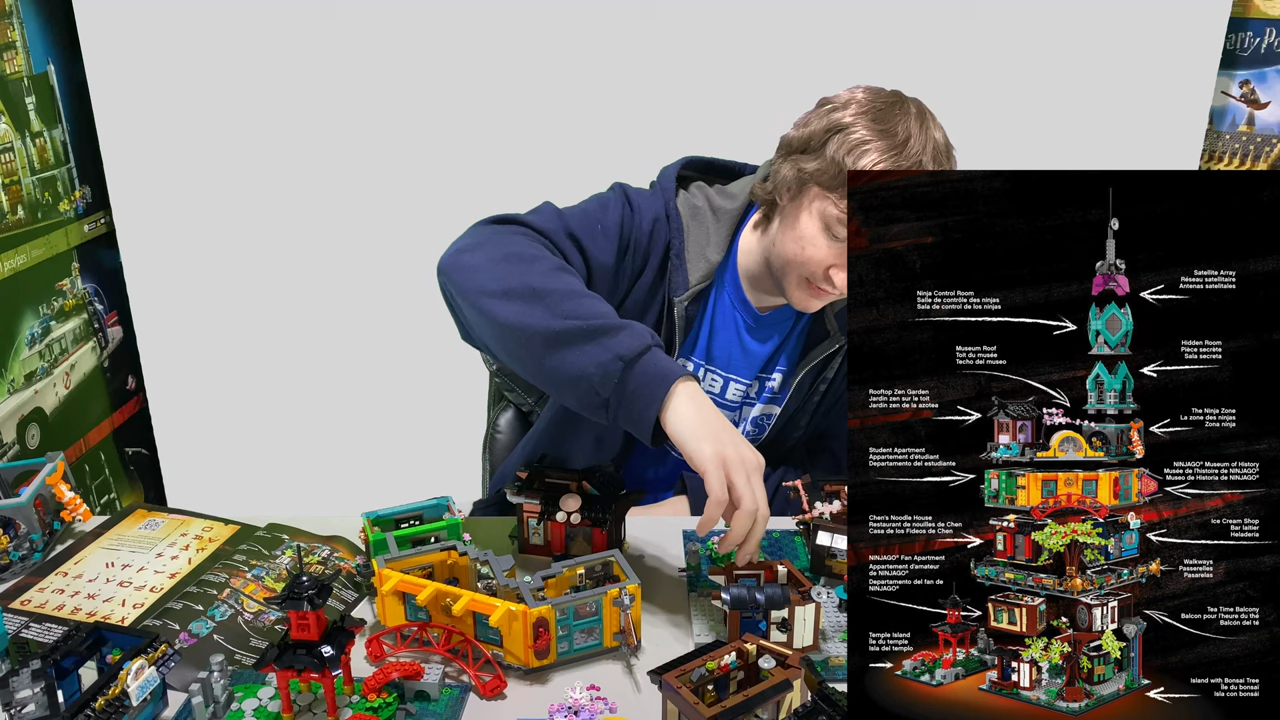 arry Po
1 pcs/pzs
Satellite Array
Réseau satellitaire
Antenas satelitales
Ninja Control Room
Salle de contrôle des ninjas
Sala de control de los ninjas
Hidden Room
Pièce secrète
Sala secreta
Museum Roof
Toit du musée
Techo del museo
Rooftop Zen Garden
Jardin zen sur le toit
Jardín zen de la azotea
The Ninja Zone
La zone des ninjas
Zona ninja
Student Apartment
Appartement d'étudiant
Departamento del estudiante
NINJAGO® Museum of History
Musée de l'histoire de NINJAGO®
Museo de Historia de NINJAGO®
Chen's Noodle House
Restaurant de nouilles de Chen
Casa de los Fideos de Chen
Ice Cream Shop
Bar laitier
Heladería
NINJAGO® Fan Apartment
Appartement d'amateur
de NINJAGO®
Departamento del fan de
NINJAGO®
Walkways
Passerelles
Pasarelas
Tea Time Balcony
Balcon pour l'heure du thé
Balcón del té
Temple Island
Île du temple
Isla del templo
Island with Bonsai Tree
Île du bonsaï
Isla con bonsái